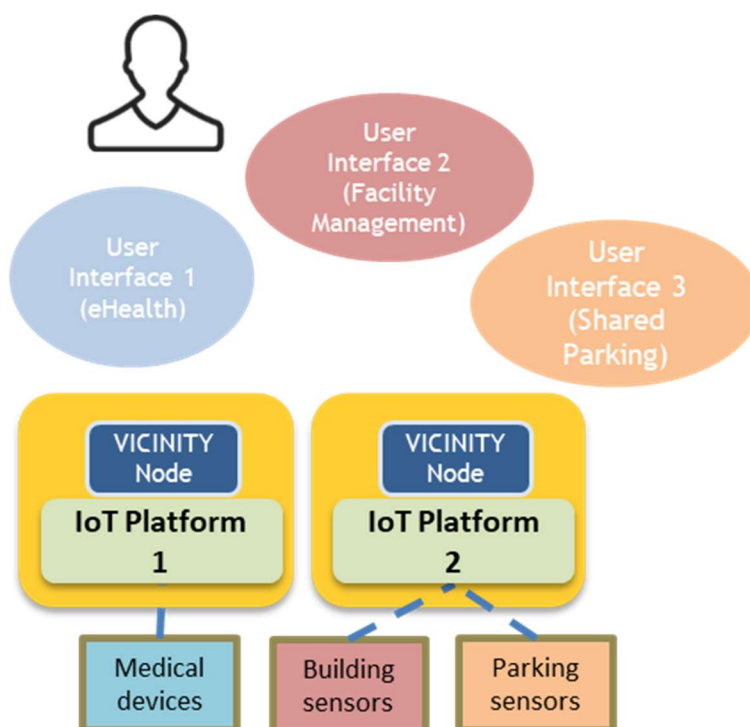 User
Interface 2
(Facility
Management)
User
Interface 1
(eHealth)
User
Interface 3
(Shared
Parking)
VICINITY
Node
IoT Platform
1
VICINITY
Node
IoT Platform
2
Medical
devices
Building
sensors
Parking
sensors